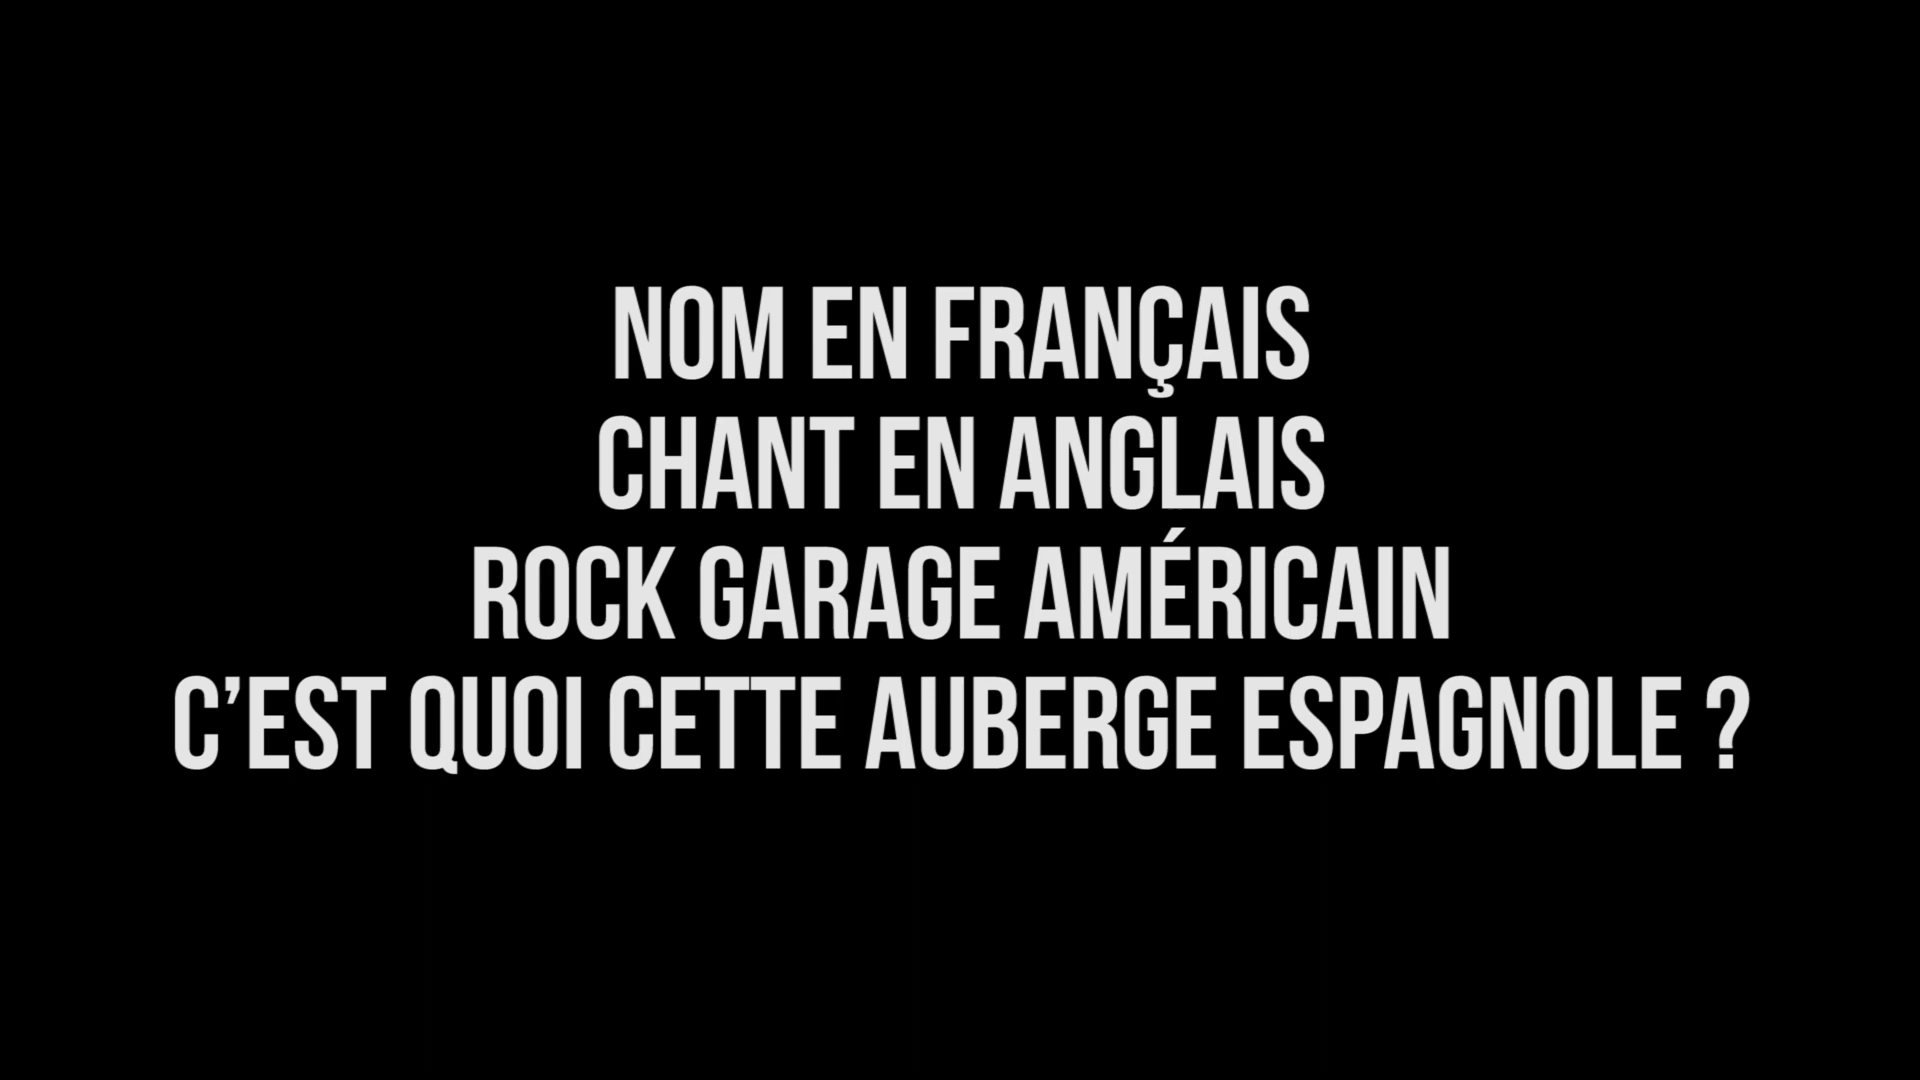 NOM EN FRANÇAIS
CHANT EN ANGLAIS
ROCK GARAGE AMÉRICAIN
C’EST QUOI CETTE AUBERGE ESPAGNOLE ?